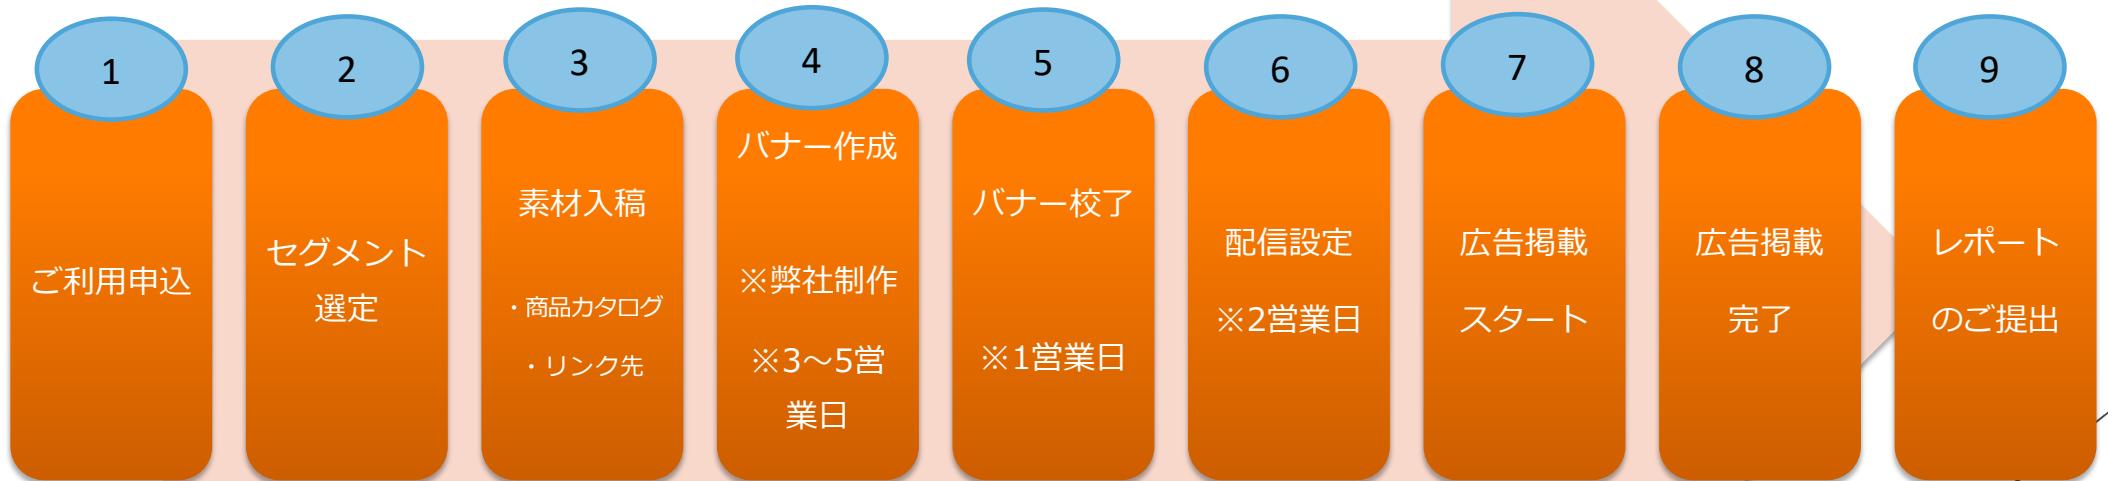 1
ご利用申込
2
セグメント
選定
3
素材入稿
・商品カタログ
・リンク先
4
バナー作成
※弊社制作
※3～5営
業日
5
バナー校了
※1営業日
6
配信設定
※2営業日
7
広告掲載
スタート
8
広告掲載
完了
9
レポート
のご提出